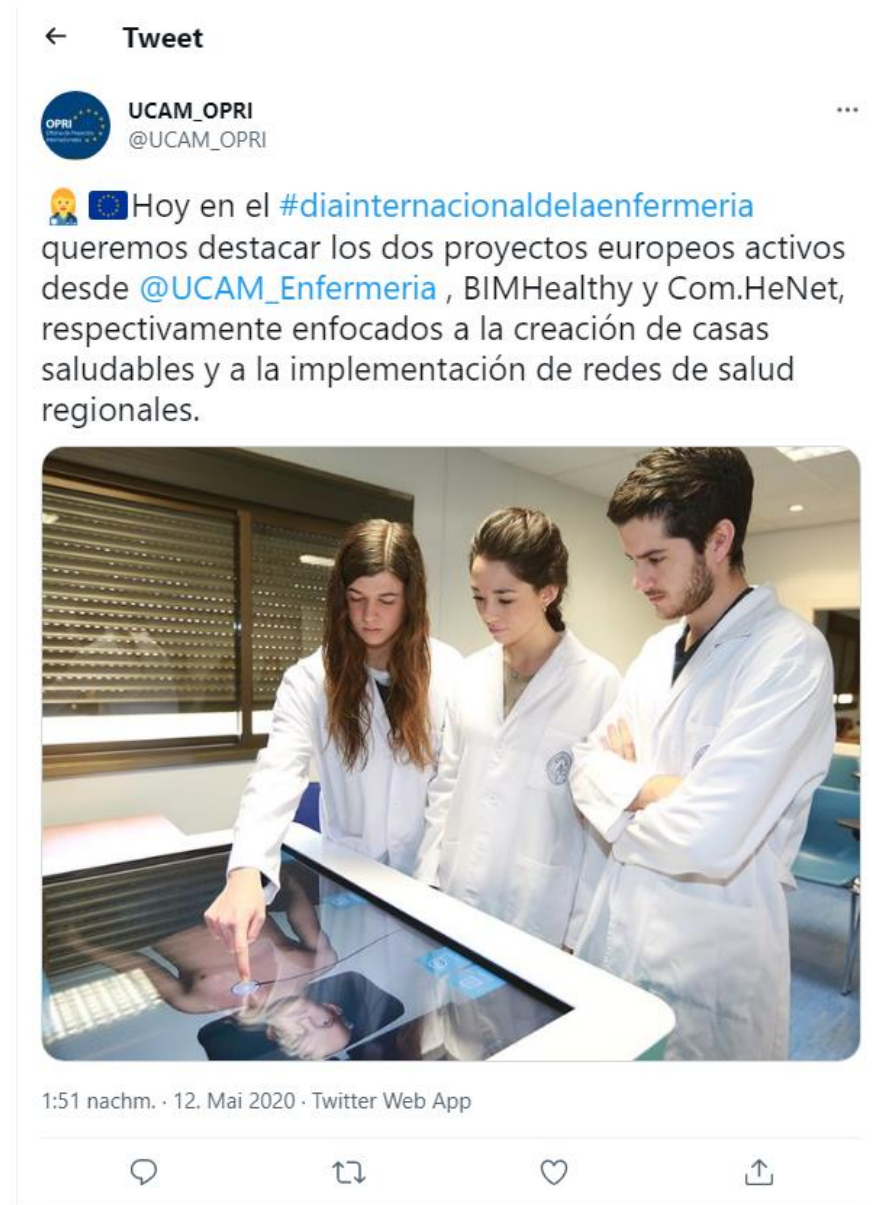 Tweet
OPRI
UCAM_OPRI
@UCAM_OPRI
Hoy en el #diainternacionaldelaenfermeria
queremos destacar los dos proyectos europeos activos
desde @UCAM_Enfermeria , BIMHealthy y Com.HeNet,
respectivamente enfocados a la creación de casas
saludables y a la implementación de redes de salud
regionales.
1:51 nachm. · 12. Mai 2020 · Twitter Web App